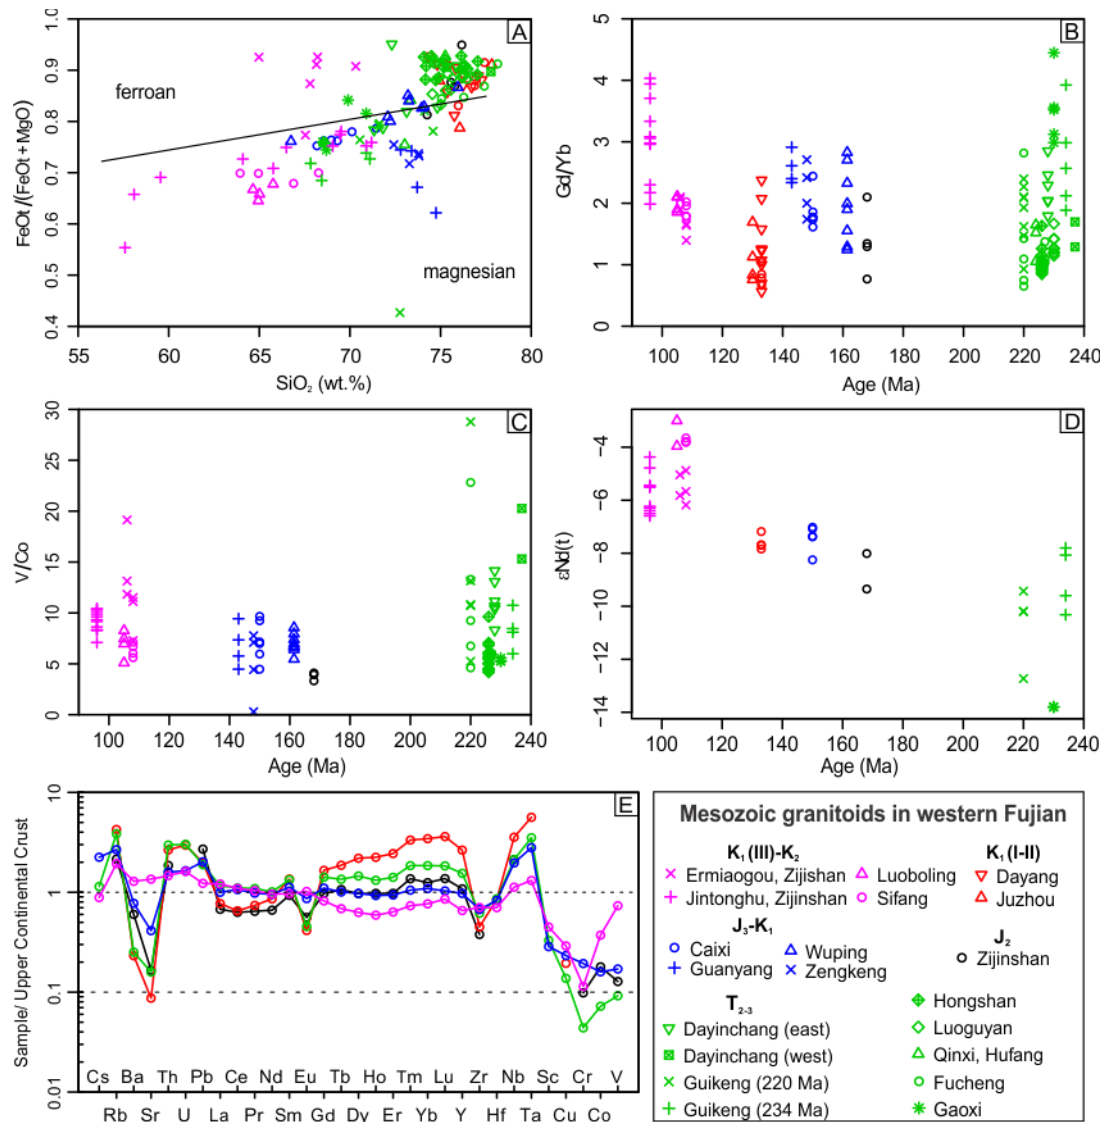 A
ferroan
magnesian
FeOt/(FeOt+MgO)
0.4 0.5 0.6 0.7 0.8 0.9 1.0
55 60 65 70 75 80
SiO₂ (wt.%)
B
Gd/Yb
0 1 2 3 4 5
100 120 140 160 180 200 220 240
Age (Ma)
C
V/Co
0 5 10 15 20 25 30
100 120 140 160 180 200 220 240
Age (Ma)
D
εNd(t)
−14 −12 −10 −8 −6 −4
100 120 140 160 180 200 220 240
Age (Ma)
E
Sample/ Upper Continental Crust
10
1
0.1
0.01
Cs Ba Th Pb Ce Nd Eu Tb Ho Tm Lu Zr Nb Sc Cr V
Rb Sr U La Pr Sm Gd Dy Er Yb Y Hf Ta Cu Co
Mesozoic granitoids in western Fujian
K₁(III)-K₂
Ermiaogou, Zijishan
Jintonghu, Zijinshan
Luoboling
Sifang
K₁(I-II)
Dayang
Juzhou
J₃-K₁
Caixi
Guanyang
Wuping
Zengkeng
J₂
Zijinshan
T₂₋₃
Dayinchang (east)
Dayinchang (west)
Guikeng (220 Ma)
Guikeng (234 Ma)
Hongshan
Luoguyan
Qinxi, Hufang
Fucheng
Gaoxi